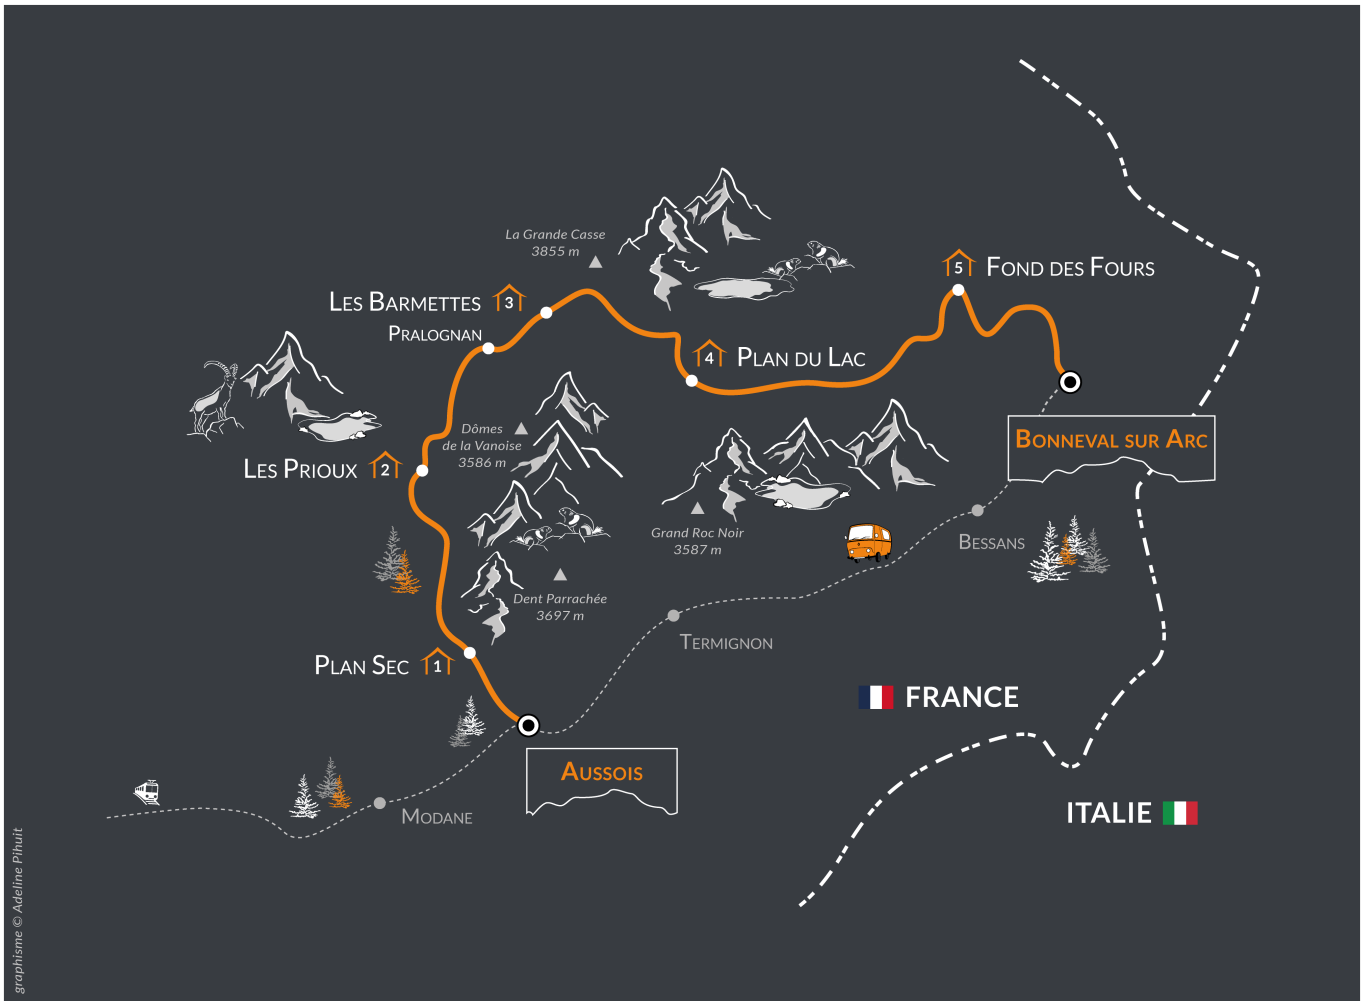 La Grande Casse
3855 m
5 Fond des Fours
Les Barmettes 3
Pralognan
4 Plan du Lac
Bonneval sur Arc
Dômes
de la Vanoise
3586 m
Les Prioux 2
Grand Roc Noir
3587 m
Bessans
Dent Parrachée
3697 m
Termignon
Plan Sec 1
FRANCE
Aussois
Modane
ITALIE
graphisme © Adeline Pihuit